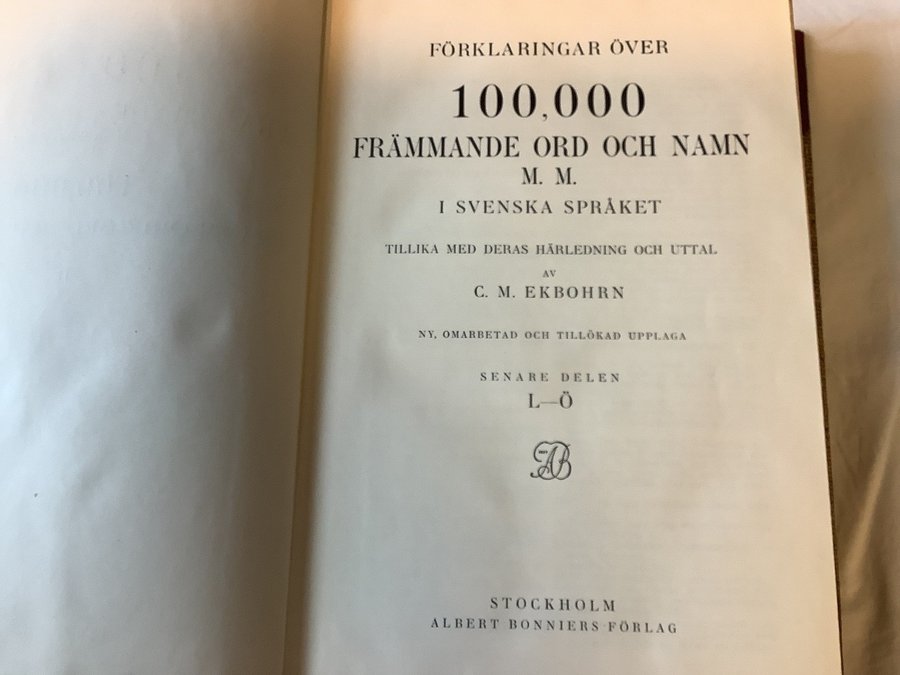 FÖRKLARINGAR ÖVER
100,000
FRÄMMANDE ORD OCH NAMN
M. M.
I SVENSKA SPRÅKET
TILLIKA MED DERAS HÄRLEDNING OCH UTTAL
AV
C. M. EKBOHRN
NY, OMARBETAD OCH TILLÖKAD UPPLAGA
SENARE DELEN
L—Ö
AB
STOCKHOLM
ALBERT BONNIERS FÖRLAG